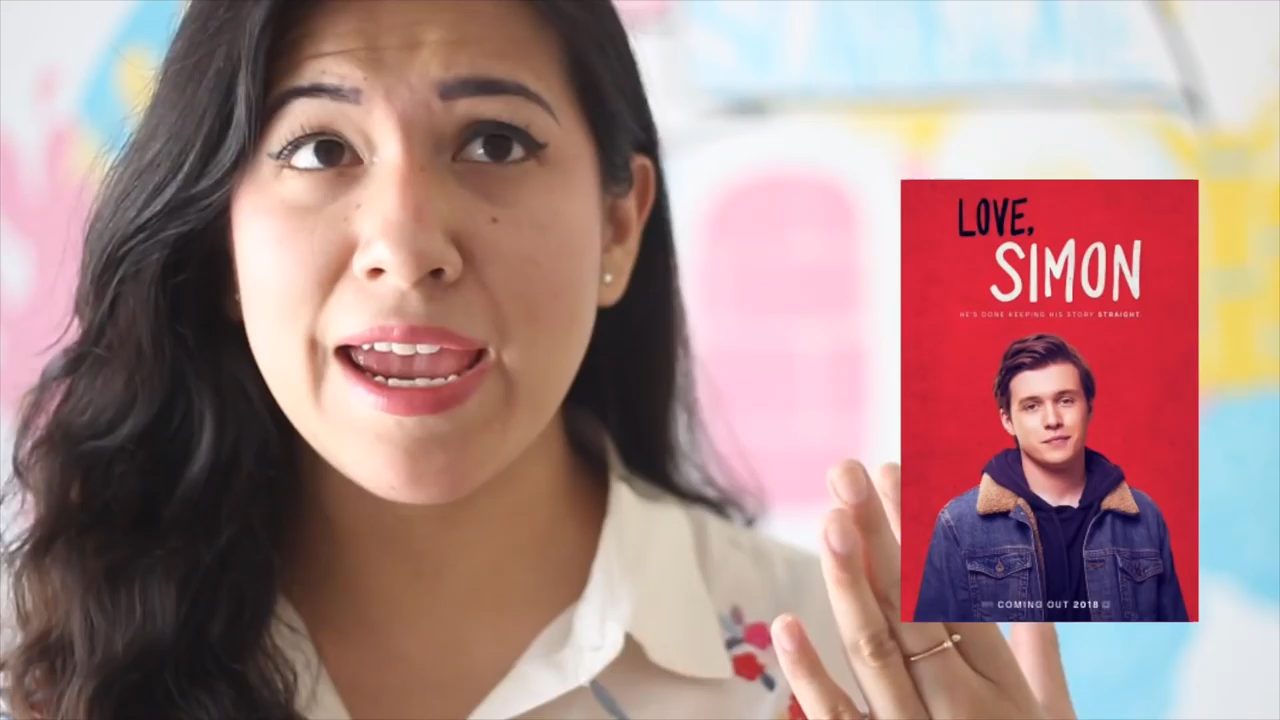 LOVE,
SIMON
HE'S DONE KEEPING HIS STORY STRAIGHT.
COMING OUT 2018